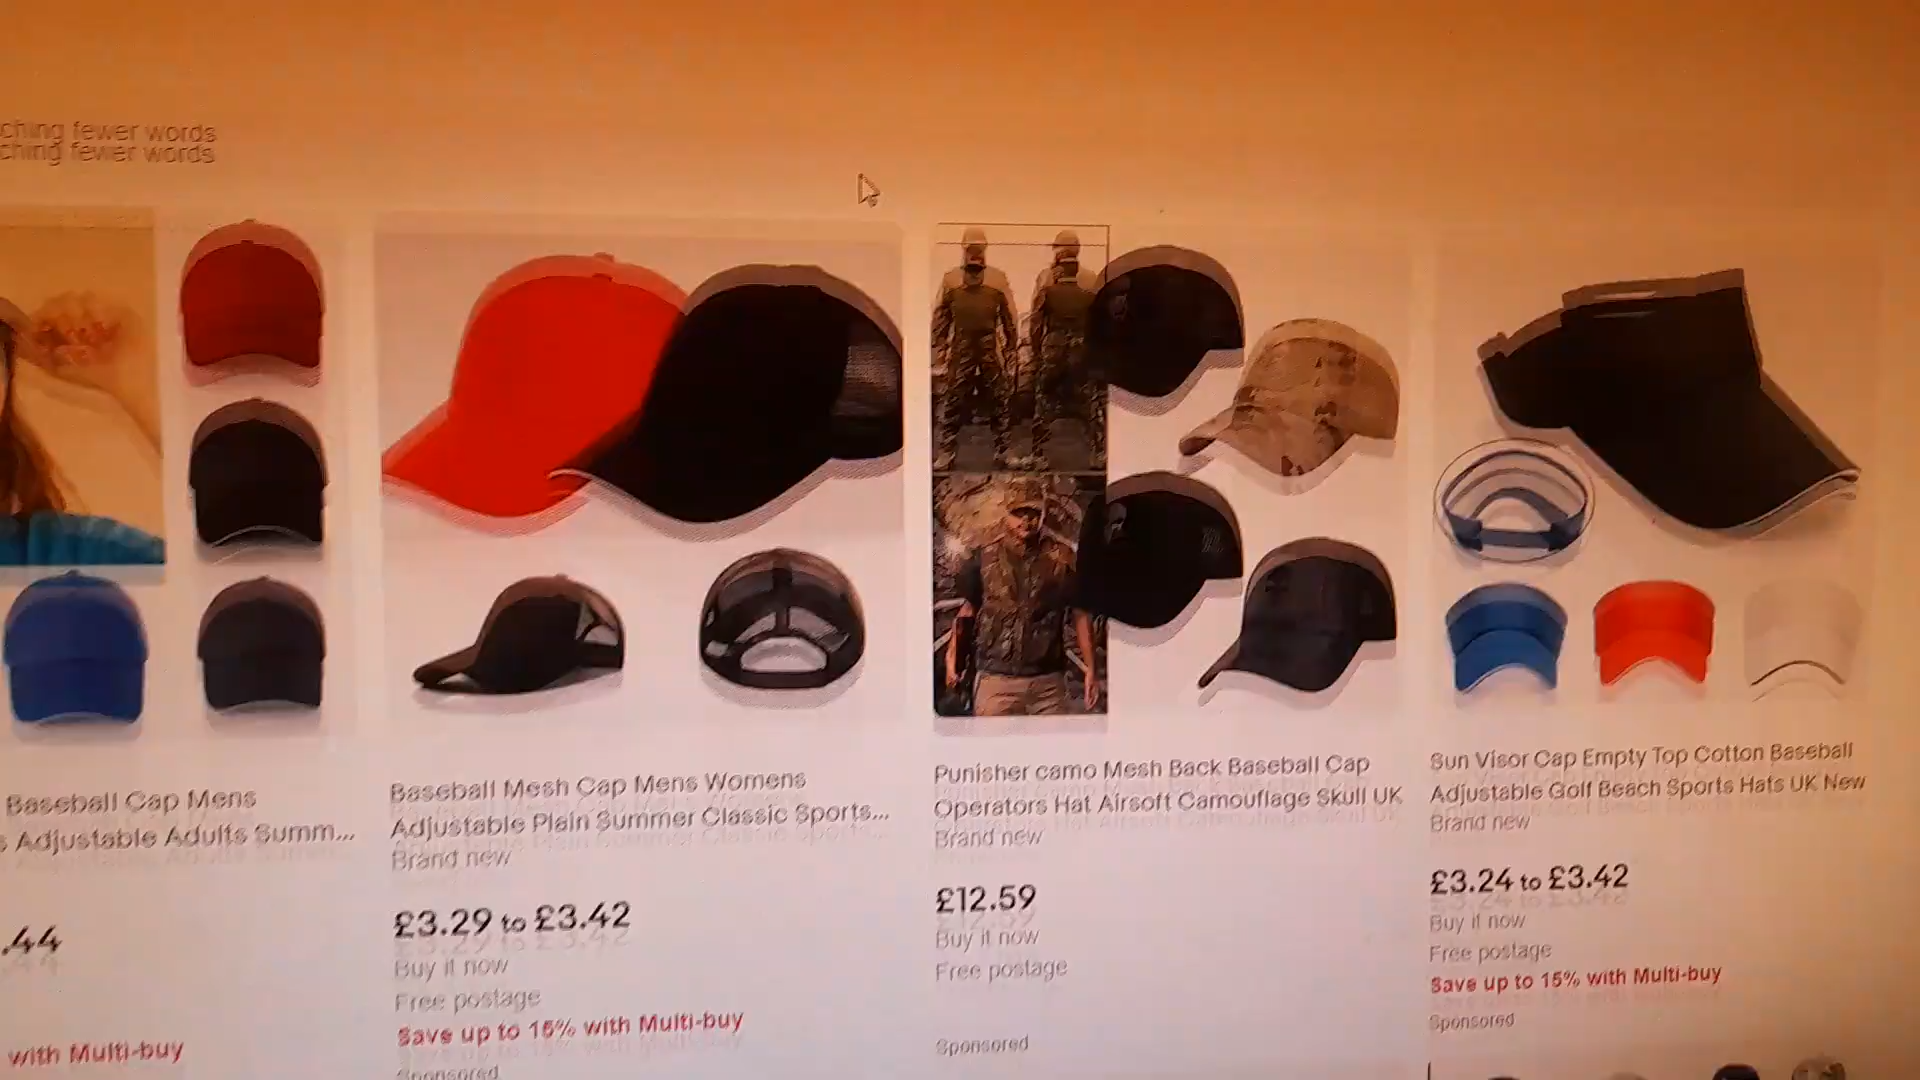 ching fewer words
ching fewer words
Baseball Cap Mens
s Adjustable Adults Summ...
.44
with Multi-buy
Baseball Mesh Cap Mens Womens
Adjustable Plain Summer Classic Sports...
Brand new
£3.29 to £3.42
Buy it now
Free postage
Save up to 15% with Multi-buy
Sponsored
Punisher camo Mesh Back Baseball Cap
Operators Hat Airsoft Camouflage Skull UK
Brand new
£12.59
Buy it now
Free postage
Sponsored
Sun Visor Cap Empty Top Cotton Baseball
Adjustable Golf Beach Sports Hats UK New
Brand new
£3.24 to £3.42
Buy it now
Free postage
Save up to 15% with Multi-buy
Sponsored